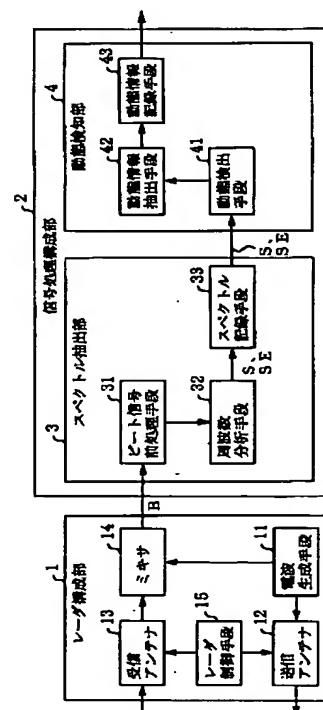 1
レーダ構成部
13
受信
アンテナ
14
ミキサ
15
レーダ
制御手段
12
送信
アンテナ
11
電波
生成手段
B
2
信号処理構成部
3
スペクトル抽出部
31
ビート信号
前処理手段
32
周波数
分析手段
S、
SE
33
スペクトル
記録手段
S、
SE
4
動態検知部
42
動態情報
抽出手段
43
動態情報
記録手段
41
動態検出
手段